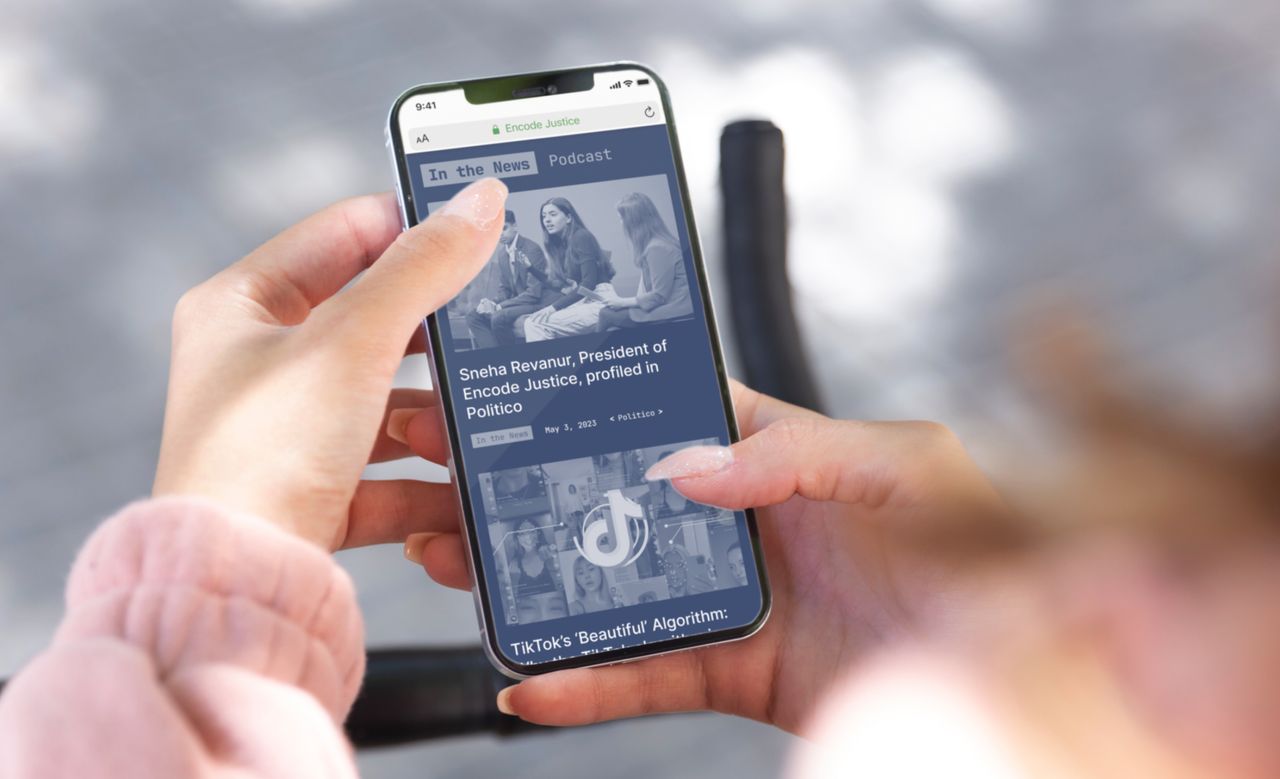 9:41
AA
Encode Justice
In the News
Podcast
Sneha Revanur, President of
Encode Justice, profiled in
Politico
In the News
May 3, 2023
< Politico >
TikTok's ‘Beautiful’ Algorithm: